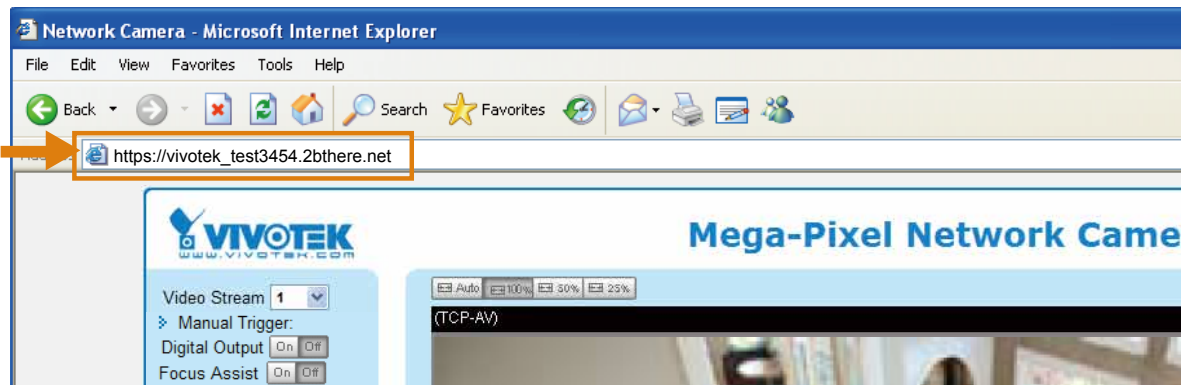 Network Camera - Microsoft Internet Explorer
File Edit View Favorites Tools Help
Back Search Favorites
https://vivotek_test3454.2bthere.net
VIVOTEK
www.vivotek.com
Mega-Pixel Network Came
Auto 100% 50% 25%
Video Stream 1
(TCP-AV)
Manual Trigger:
Digital Output On Off
Focus Assist On Off